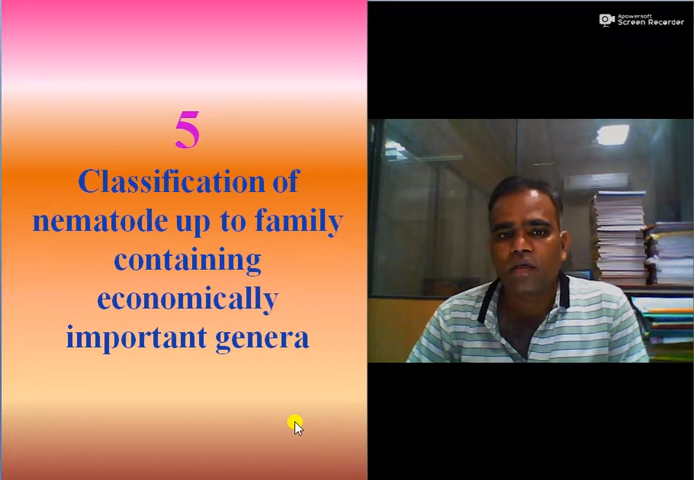 Apowersoft
Screen Recorder
5
Classification of
nematode up to family
containing
economically
important genera